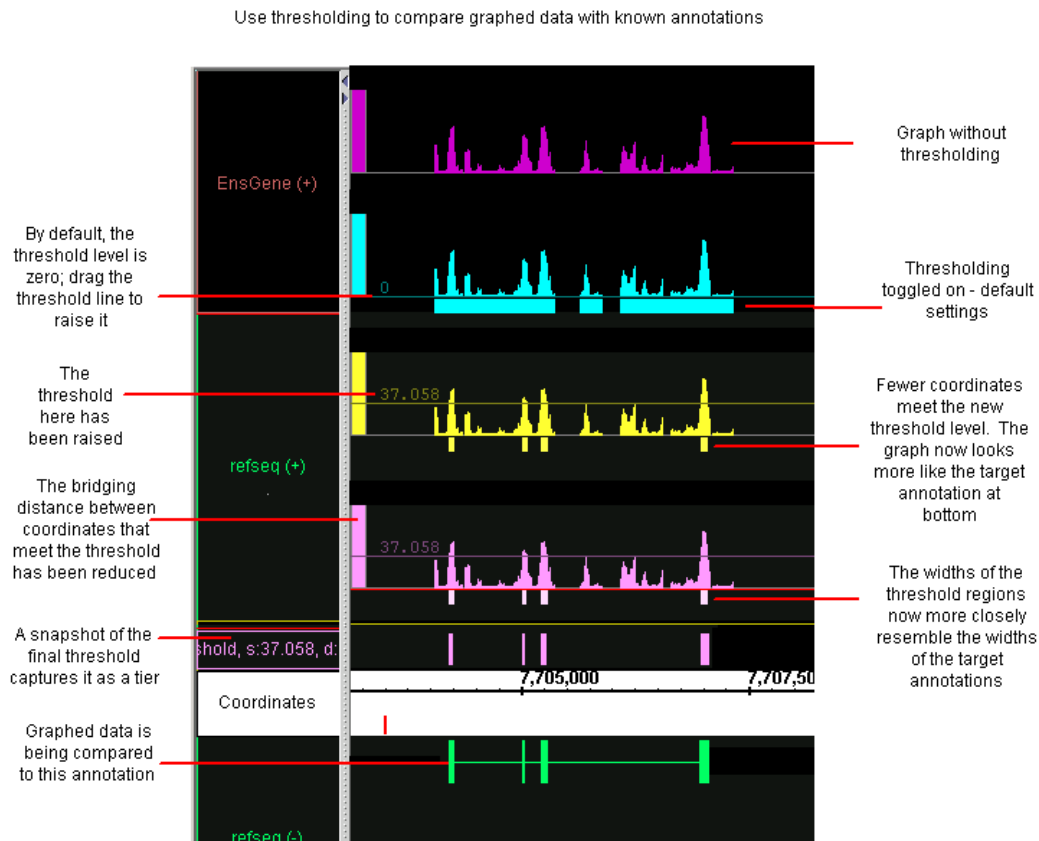 Use thresholding to compare graphed data with known annotations
EnsGene (+)
Graph without
thresholding
By default, the
threshold level is
zero; drag the
threshold line to
raise it
0
Thresholding
toggled on - default
settings
The
threshold
here has
been raised
37.058
Fewer coordinates
meet the new
threshold level. The
graph now looks
more like the target
annotation at
bottom
refseq (+)
The bridging
distance between
coordinates that
meet the threshold
has been reduced
37.058
The widths of the
threshold regions
now more closely
resemble the widths
of the target
annotations
A snapshot of the
final threshold
captures it as a tier
shold, s:37.058, d:
7,705,000
7,707,50
Coordinates
Graphed data is
being compared
to this annotation
refseq (-)